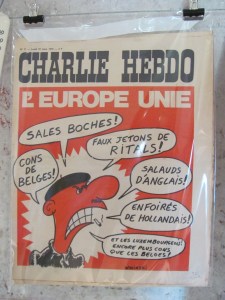 CHARLIE HEBDO
L'EUROPE UNIE
SALES BOCHES!
FAUX JETONS DE
RITALS!
CONS
DE
BELGES!
SALAUDS
D'ANGLAIS!
ENFOIRÉS
DE HOLLANDAIS!
ET LES LUXEMBOURGEOIS:
ENCORE PLUS CONS
QUE LES BELGES!